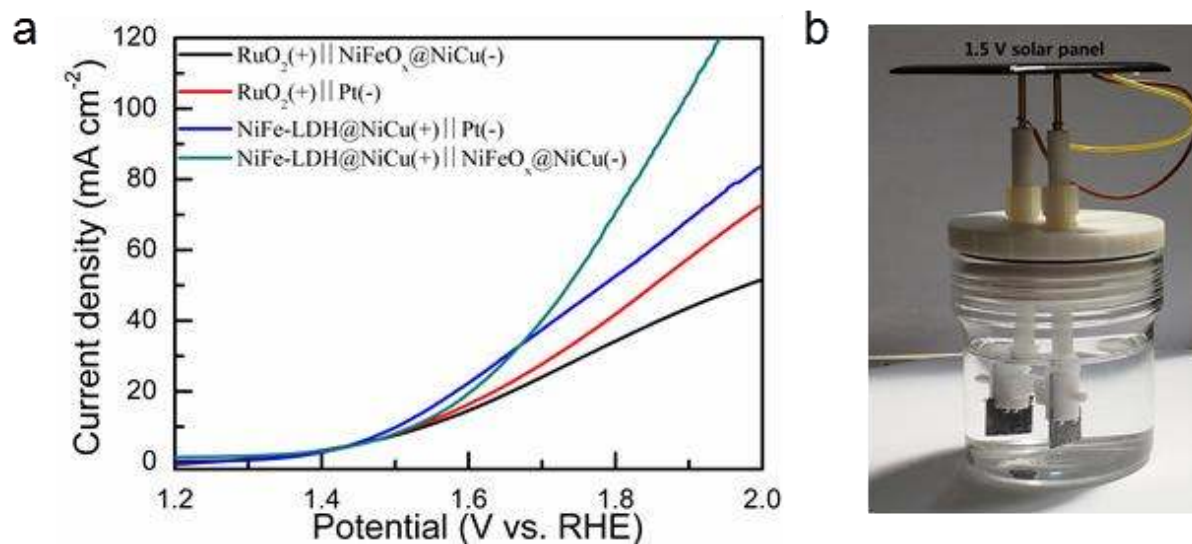 a
120
100
80
60
40
20
0
Current density (mA cm⁻²)
RuO₂(+)||NiFeOₓ@NiCu(-)
RuO₂(+)||Pt(-)
NiFe-LDH@NiCu(+)||Pt(-)
NiFe-LDH@NiCu(+)||NiFeOₓ@NiCu(-)
1.2 1.4 1.6 1.8 2.0
Potential (V vs. RHE)
b
1.5 V solar panel